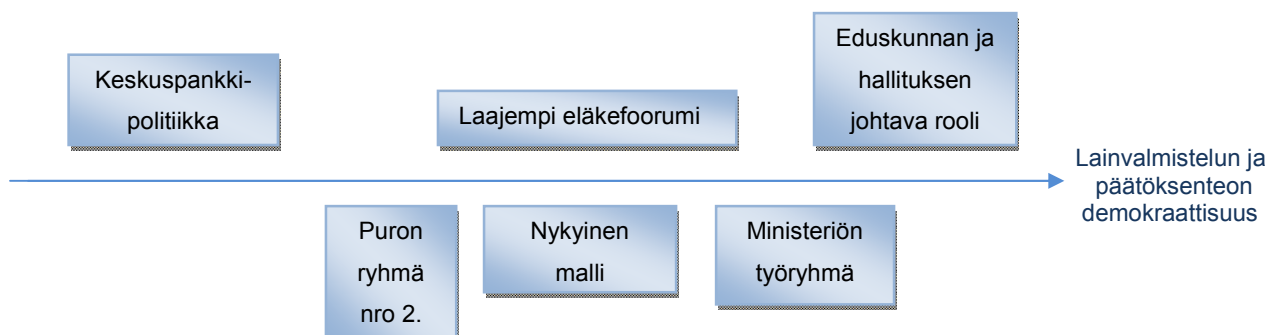 Keskuspankki-
politiikka
Laajempi eläkefoorumi
Eduskunnan ja
hallituksen
johtava rooli
Lainvalmistelun ja
päätöksenteon
demokraattisuus
Puron
ryhmä
nro 2.
Nykyinen
malli
Ministeriön
työryhmä